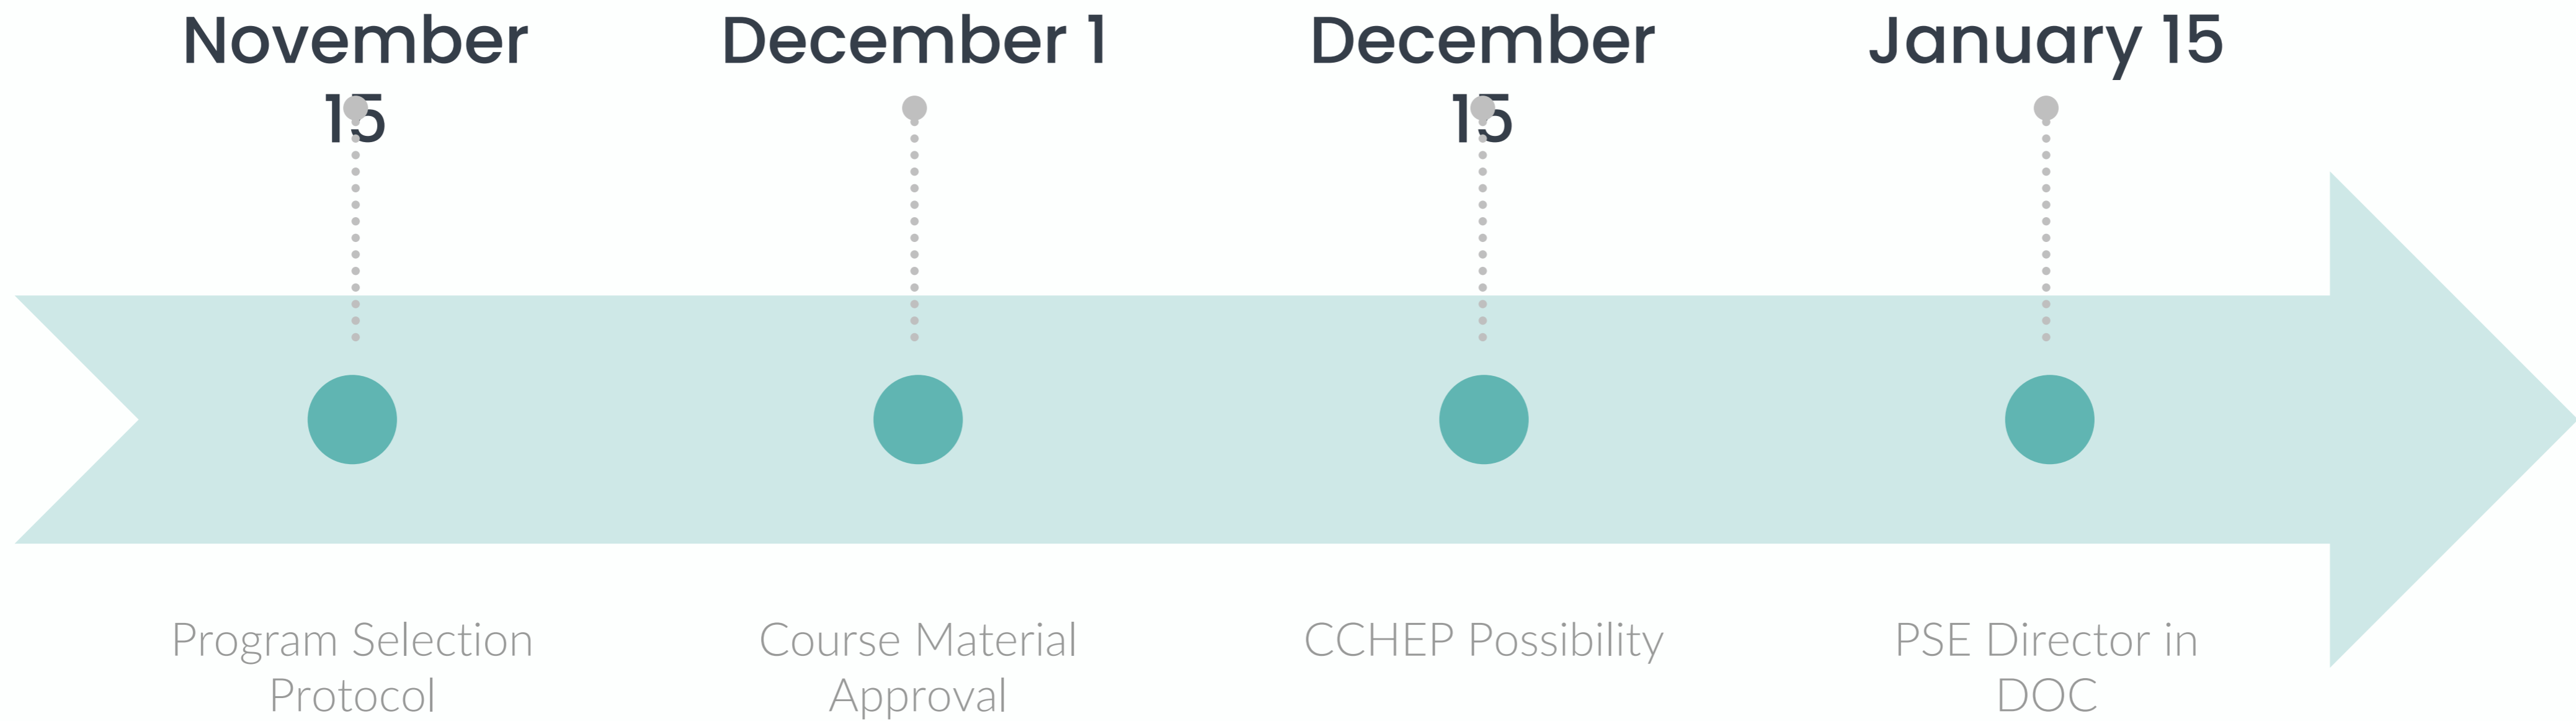 November
15
December 1
December
15
January 15
Program Selection
Protocol
Course Material
Approval
CCHEP Possibility
PSE Director in
DOC